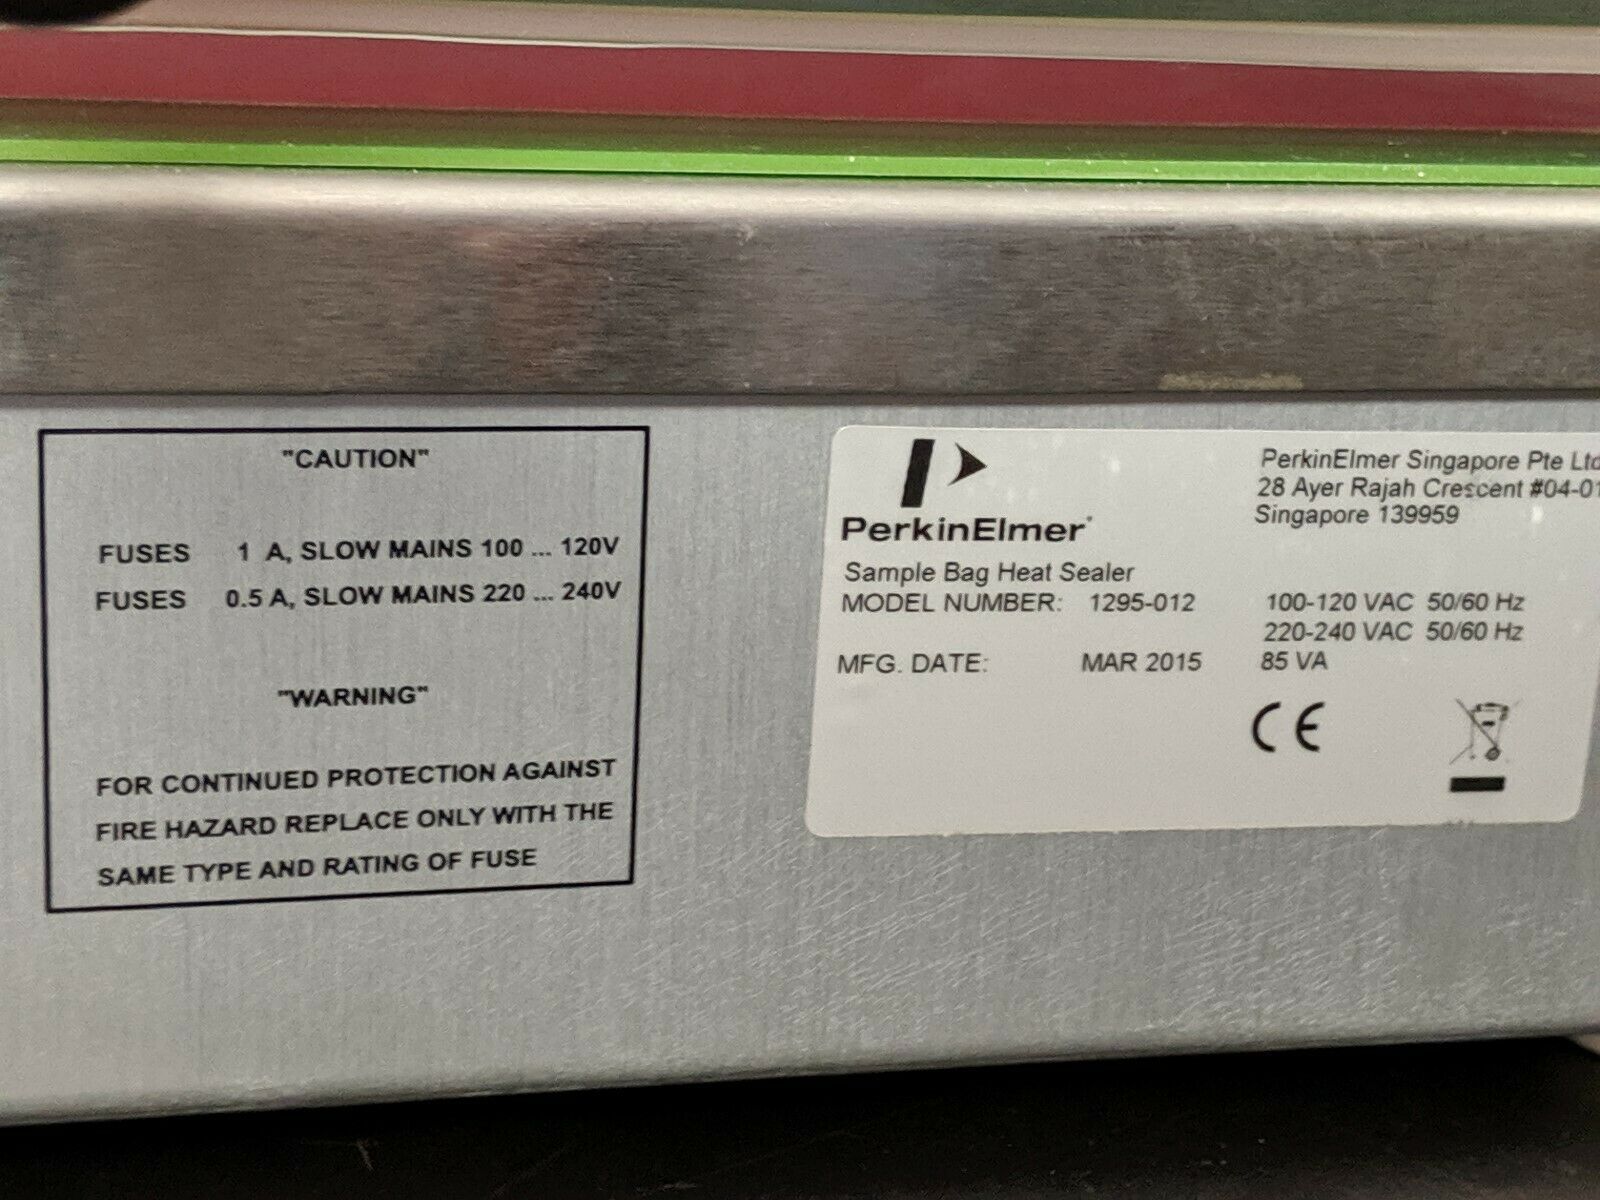 "CAUTION"
FUSES 1 A, SLOW MAINS 100 ... 120V
FUSES 0.5 A, SLOW MAINS 220 ... 240V
"WARNING"
FOR CONTINUED PROTECTION AGAINST
FIRE HAZARD REPLACE ONLY WITH THE
SAME TYPE AND RATING OF FUSE
PerkinElmer
PerkinElmer Singapore Pte Ltd
28 Ayer Rajah Crescent #04-01
Singapore 139959
Sample Bag Heat Sealer
MODEL NUMBER: 1295-012 100-120 VAC 50/60 Hz
220-240 VAC 50/60 Hz
MFG. DATE: MAR 2015 85 VA
CE